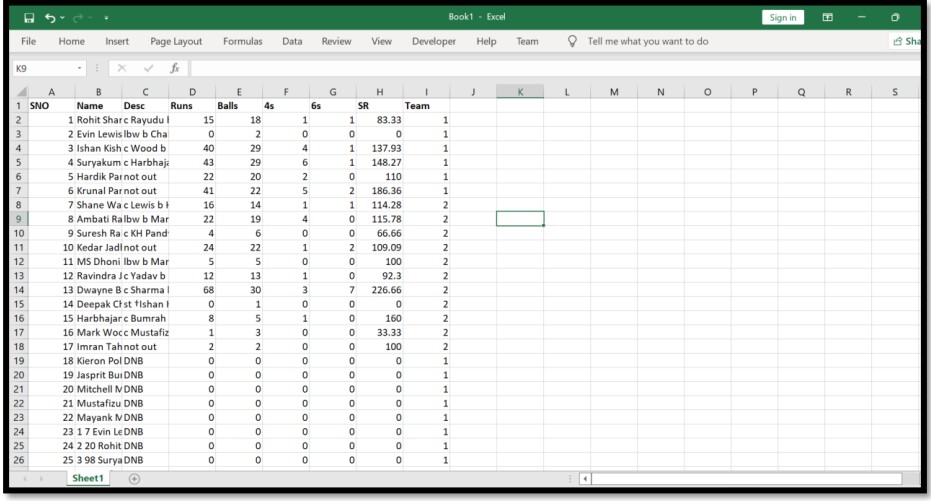 Book1 - Excel Sign in
File Home Insert Page Layout Formulas Data Review View Developer Help Team Tell me what you want to do Sha
K9 fx
A B C D E F G H I J K L M N O P Q R S
1 SNO Name Desc Runs Balls 4s 6s SR Team
2 1 Rohit Shar c Rayudu 15 18 1 1 83.33 1
3 2 Evin Lewis lbw b Cha 0 2 0 0 0 1
4 3 Ishan Kish c Wood b 40 29 4 1 137.93 1
5 4 Suryakum c Harbhaja 43 29 6 1 148.27 1
6 5 Hardik Pa not out 22 20 2 0 110 1
7 6 Krunal Pa not out 41 22 5 2 186.36 1
8 7 Shane Wa c Lewis b 16 14 1 1 114.28 2
9 8 Ambati Ra lbw b Mar 22 19 4 0 115.78 2
10 9 Suresh Ra c KH Pand 4 6 0 0 66.66 2
11 10 Kedar Jad not out 24 22 1 2 109.09 2
12 11 MS Dhoni lbw b Mar 5 5 0 0 100 2
13 12 Ravindra J c Yadav b 12 13 1 0 92.3 2
14 13 Dwayne B c Sharma 68 30 3 7 226.66 2
15 14 Deepak Ch st †Ishan 0 1 0 0 0 2
16 15 Harbhajan c Bumrah 8 5 1 0 160 2
17 16 Mark Woo c Mustafiz 1 3 0 0 33.33 2
18 17 Imran Tah not out 2 2 0 0 100 2
19 18 Kieron Pol DNB 0 0 0 0 0 1
20 19 Jasprit Bu DNB 0 0 0 0 0 1
21 20 Mitchell M DNB 0 0 0 0 0 1
22 21 Mustafizu DNB 0 0 0 0 0 1
23 22 Mayank M DNB 0 0 0 0 0 1
24 23 1 7 Evin Le DNB 0 0 0 0 0 1
25 24 2 20 Rohit DNB 0 0 0 0 0 1
26 25 3 98 Surya DNB 0 0 0 0 0 1
Sheet1